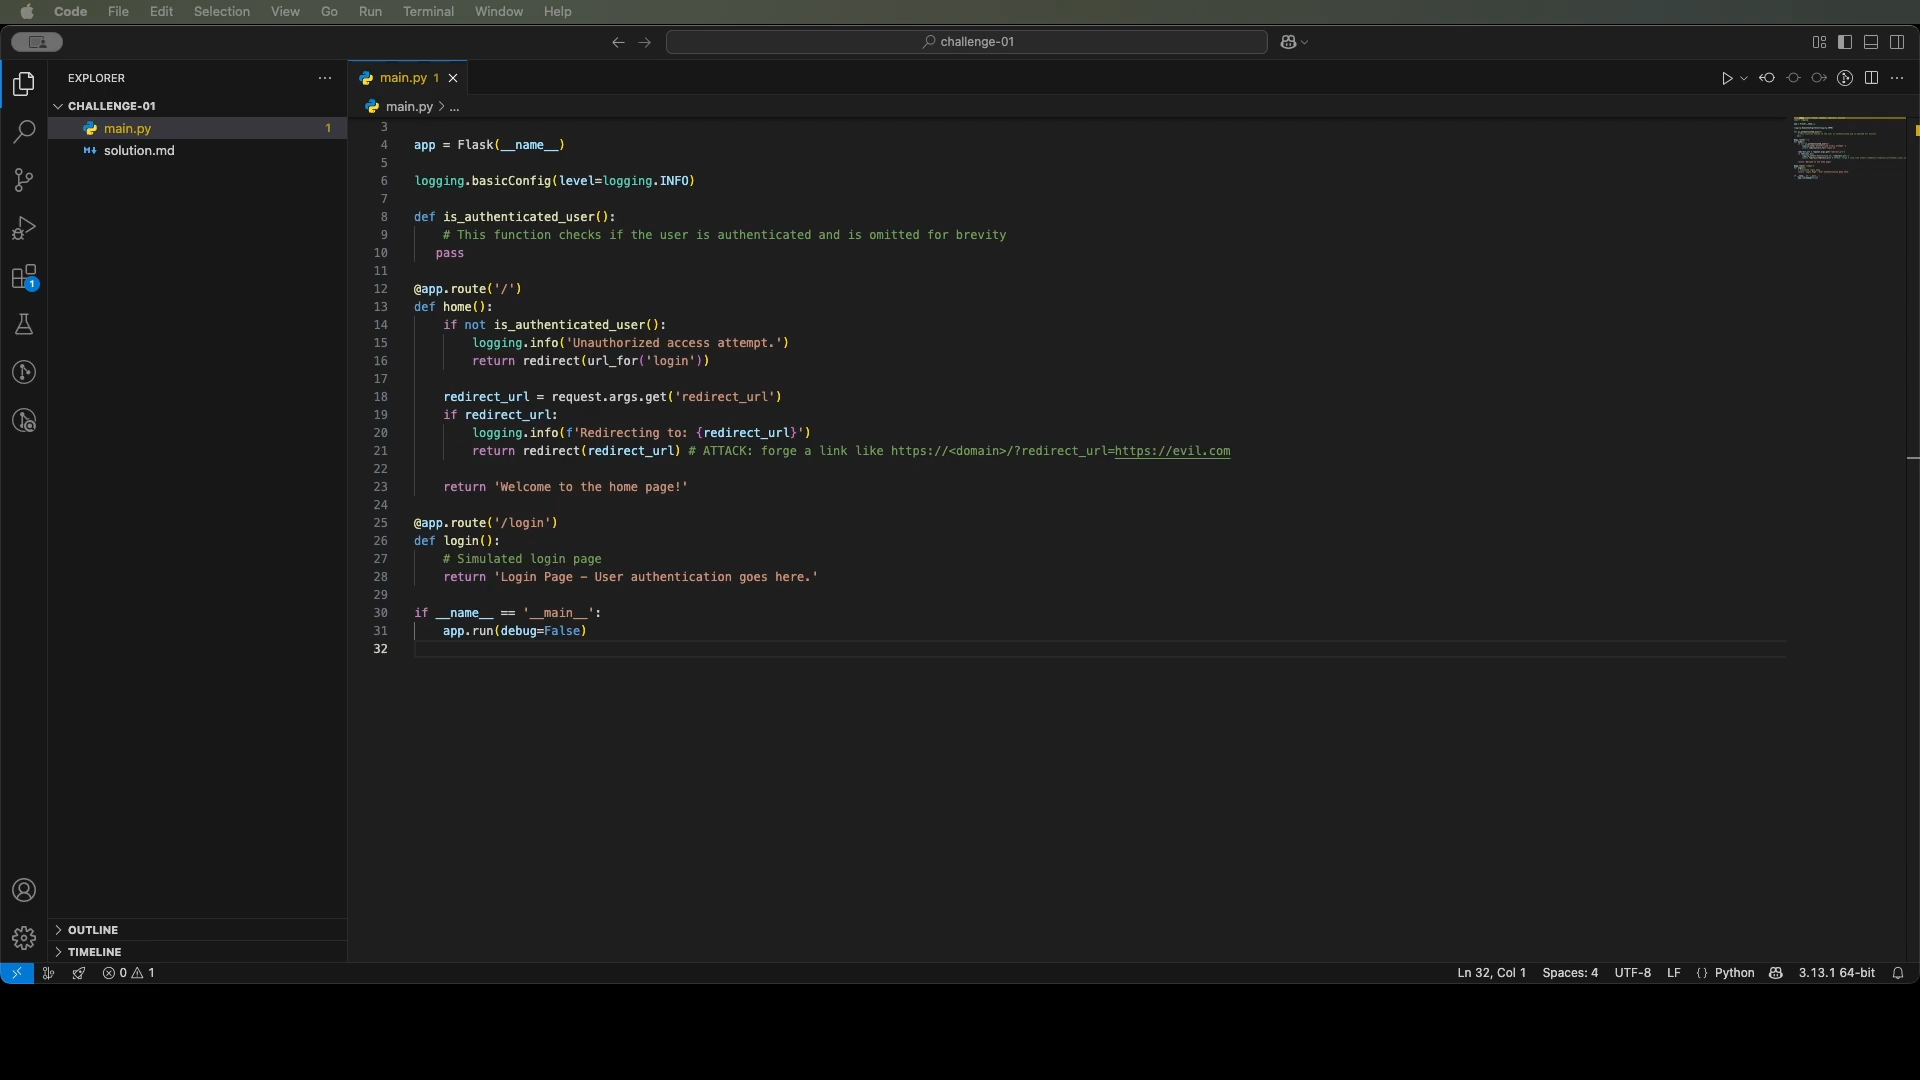 Code File Edit Selection View Go Run Terminal Window Help
challenge-01
EXPLORER
main.py 1
CHALLENGE-01
main.py > ...
main.py 1
solution.md
3
4 app = Flask(__name__)
5
6 logging.basicConfig(level=logging.INFO)
7
8 def is_authenticated_user():
9 # This function checks if the user is authenticated and is omitted for brevity
10 pass
11
12 @app.route('/')
13 def home():
14 if not is_authenticated_user():
15 logging.info('Unauthorized access attempt.')
16 return redirect(url_for('login'))
17
18 redirect_url = request.args.get('redirect_url')
19 if redirect_url:
20 logging.info(f'Redirecting to: {redirect_url}')
21 return redirect(redirect_url) # ATTACK: forge a link like https://<domain>/?redirect_url=https://evil.com
22
23 return 'Welcome to the home page!'
24
25 @app.route('/login')
26 def login():
27 # Simulated login page
28 return 'Login Page – User authentication goes here.'
29
30 if __name__ == '__main__':
31 app.run(debug=False)
32
1
OUTLINE
TIMELINE
0 1
Ln 32, Col 1 Spaces: 4 UTF-8 LF {} Python 3.13.1 64-bit